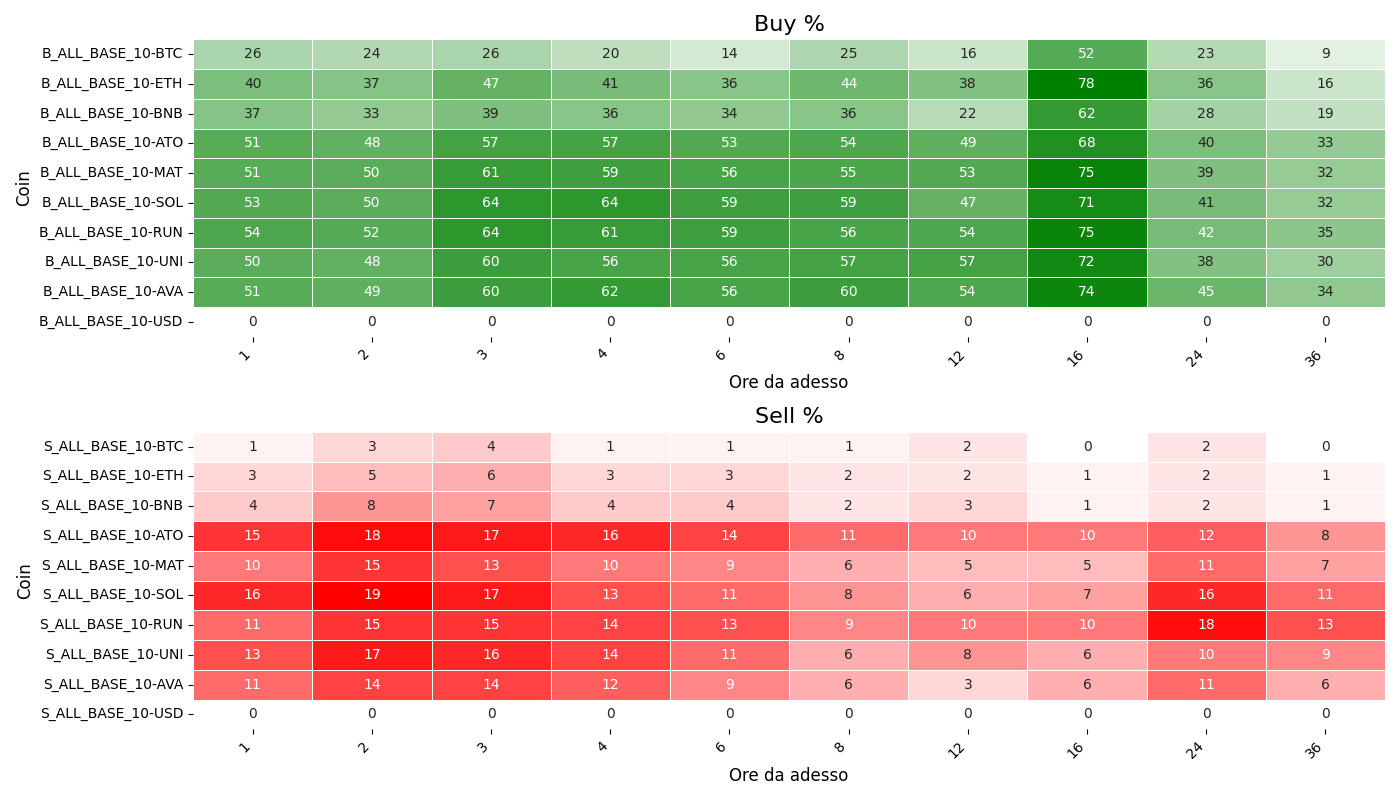 Buy %
Coin
B_ALL_BASE_10-BTC 26 24 26 20 14 25 16 52 23 9
B_ALL_BASE_10-ETH 40 37 47 41 36 44 38 78 36 16
B_ALL_BASE_10-BNB 37 33 39 36 34 36 22 62 28 19
B_ALL_BASE_10-ATO 51 48 57 57 53 54 49 68 40 33
B_ALL_BASE_10-MAT 51 50 61 59 56 55 53 75 39 32
B_ALL_BASE_10-SOL 53 50 64 64 59 59 47 71 41 32
B_ALL_BASE_10-RUN 54 52 64 61 59 56 54 75 42 35
B_ALL_BASE_10-UNI 50 48 60 56 56 57 57 72 38 30
B_ALL_BASE_10-AVA 51 49 60 62 56 60 54 74 45 34
B_ALL_BASE_10-USD 0 0 0 0 0 0 0 0 0 0
1 2 3 4 6 8 12 16 24 36
Ore da adesso
Sell %
Coin
S_ALL_BASE_10-BTC 1 3 4 1 1 1 2 0 2 0
S_ALL_BASE_10-ETH 3 5 6 3 3 2 2 1 2 1
S_ALL_BASE_10-BNB 4 8 7 4 4 2 3 1 2 1
S_ALL_BASE_10-ATO 15 18 17 16 14 11 10 10 12 8
S_ALL_BASE_10-MAT 10 15 13 10 9 6 5 5 11 7
S_ALL_BASE_10-SOL 16 19 17 13 11 8 6 7 16 11
S_ALL_BASE_10-RUN 11 15 15 14 13 9 10 10 18 13
S_ALL_BASE_10-UNI 13 17 16 14 11 6 8 6 10 9
S_ALL_BASE_10-AVA 11 14 14 12 9 6 3 6 11 6
S_ALL_BASE_10-USD 0 0 0 0 0 0 0 0 0 0
1 2 3 4 6 8 12 16 24 36
Ore da adesso